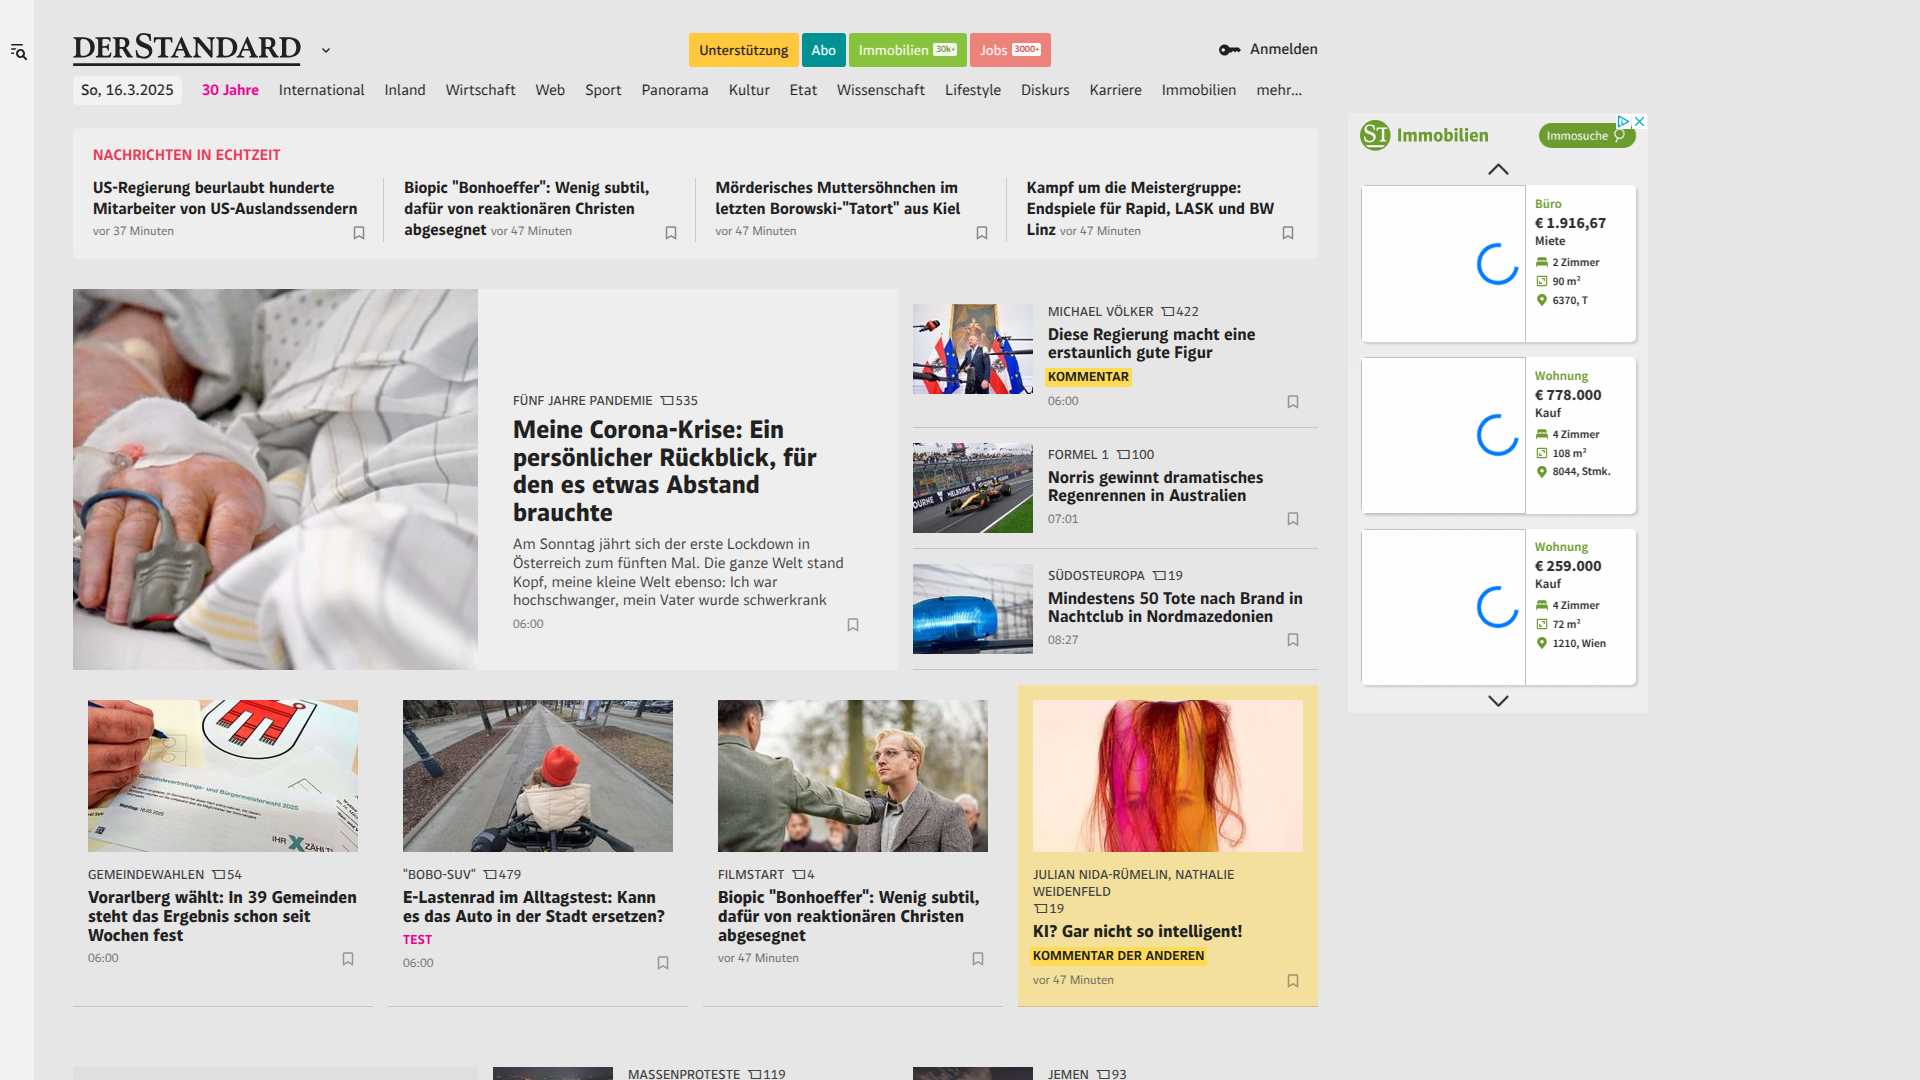 DERSTANDARD
Unterstützung
Abo
Immobilien 30k+
Jobs 3000+
Anmelden
So, 16.3.2025
30 Jahre
International
Inland
Wirtschaft
Web
Sport
Panorama
Kultur
Etat
Wissenschaft
Lifestyle
Diskurs
Karriere
Immobilien
mehr...
NACHRICHTEN IN ECHTZEIT
US-Regierung beurlaubt hunderte
Mitarbeiter von US-Auslandssendern
vor 37 Minuten
Biopic "Bonhoeffer": Wenig subtil,
dafür von reaktionären Christen
abgesegnet vor 47 Minuten
Mörderisches Muttersöhnchen im
letzten Borowski-"Tatort" aus Kiel
vor 47 Minuten
Kampf um die Meistergruppe:
Endspiele für Rapid, LASK und BW
Linz vor 47 Minuten
FÜNF JAHRE PANDEMIE 535
Meine Corona-Krise: Ein
persönlicher Rückblick, für
den es etwas Abstand
brauchte
Am Sonntag jährt sich der erste Lockdown in
Österreich zum fünften Mal. Die ganze Welt stand
Kopf, meine kleine Welt ebenso: Ich war
hochschwanger, mein Vater wurde schwerkrank
06:00
MICHAEL VÖLKER 422
Diese Regierung macht eine
erstaunlich gute Figur
KOMMENTAR
06:00
FORMEL 1 100
Norris gewinnt dramatisches
Regenrennen in Australien
07:01
SÜDOSTEUROPA 19
Mindestens 50 Tote nach Brand in
Nachtclub in Nordmazedonien
08:27
ST Immobilien
Immosuche
Büro
€ 1.916,67
Miete
2 Zimmer
90 m²
6370, T
Wohnung
€ 778.000
Kauf
4 Zimmer
108 m²
8044, Stmk.
Wohnung
€ 259.000
Kauf
4 Zimmer
72 m²
1210, Wien
Gemeindevertretungs- und Bürgermeisterwahl 2025
IHR X ZÄHLT
GEMEINDEWAHLEN 54
Vorarlberg wählt: In 39 Gemeinden
steht das Ergebnis schon seit
Wochen fest
06:00
"BOBO-SUV" 479
E-Lastenrad im Alltagstest: Kann
es das Auto in der Stadt ersetzen?
TEST
06:00
FILMSTART 4
Biopic "Bonhoeffer": Wenig subtil,
dafür von reaktionären Christen
abgesegnet
vor 47 Minuten
JULIAN NIDA-RÜMELIN, NATHALIE
WEIDENFELD
19
KI? Gar nicht so intelligent!
KOMMENTAR DER ANDEREN
vor 47 Minuten
MASSENPROTESTE 119
JEMEN 93